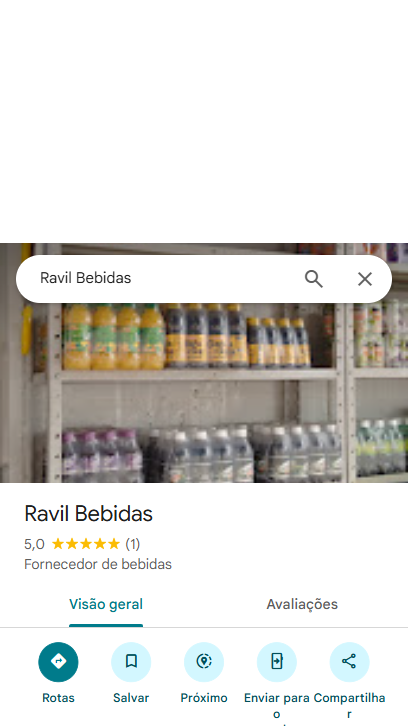 Ravil Bebidas
Ravil Bebidas
5,0 (1)
Fornecedor de bebidas
Visão geral Avaliações
Rotas Salvar Próximo Enviar para o Compartilhar